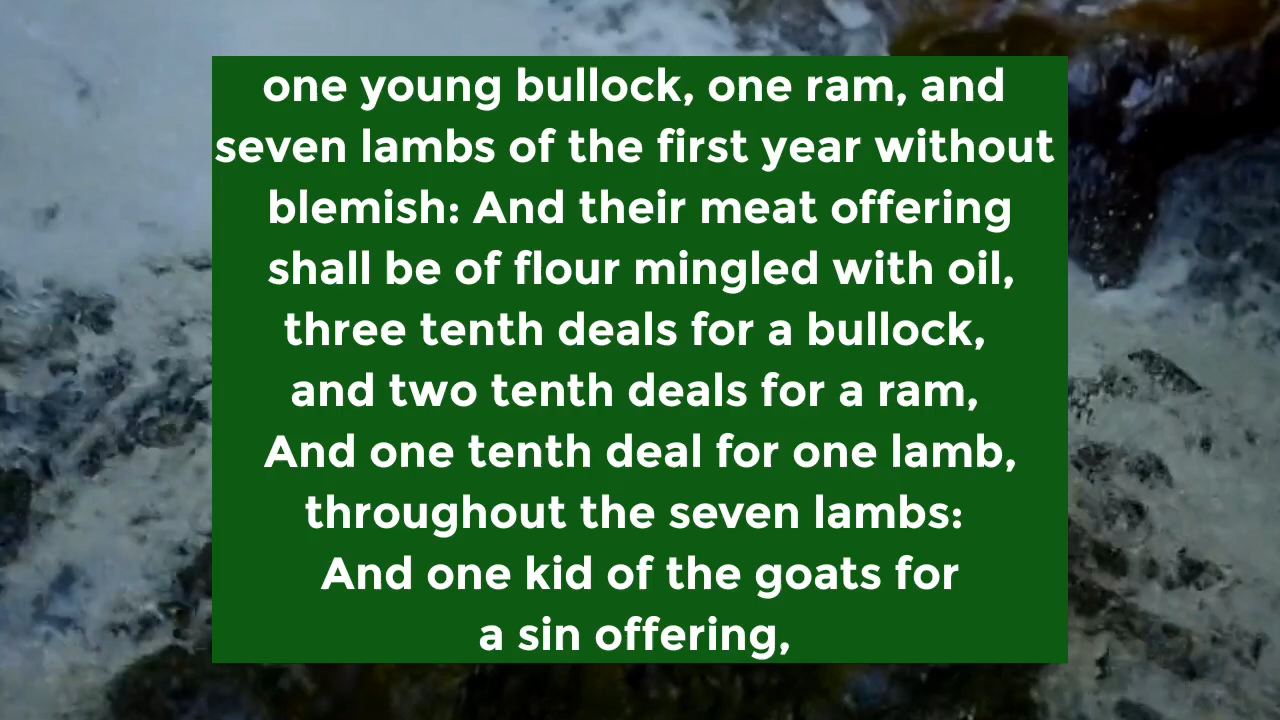 one young bullock, one ram, and
seven lambs of the first year without
blemish: And their meat offering
shall be of flour mingled with oil,
three tenth deals for a bullock,
and two tenth deals for a ram,
And one tenth deal for one lamb,
throughout the seven lambs:
And one kid of the goats for
a sin offering,